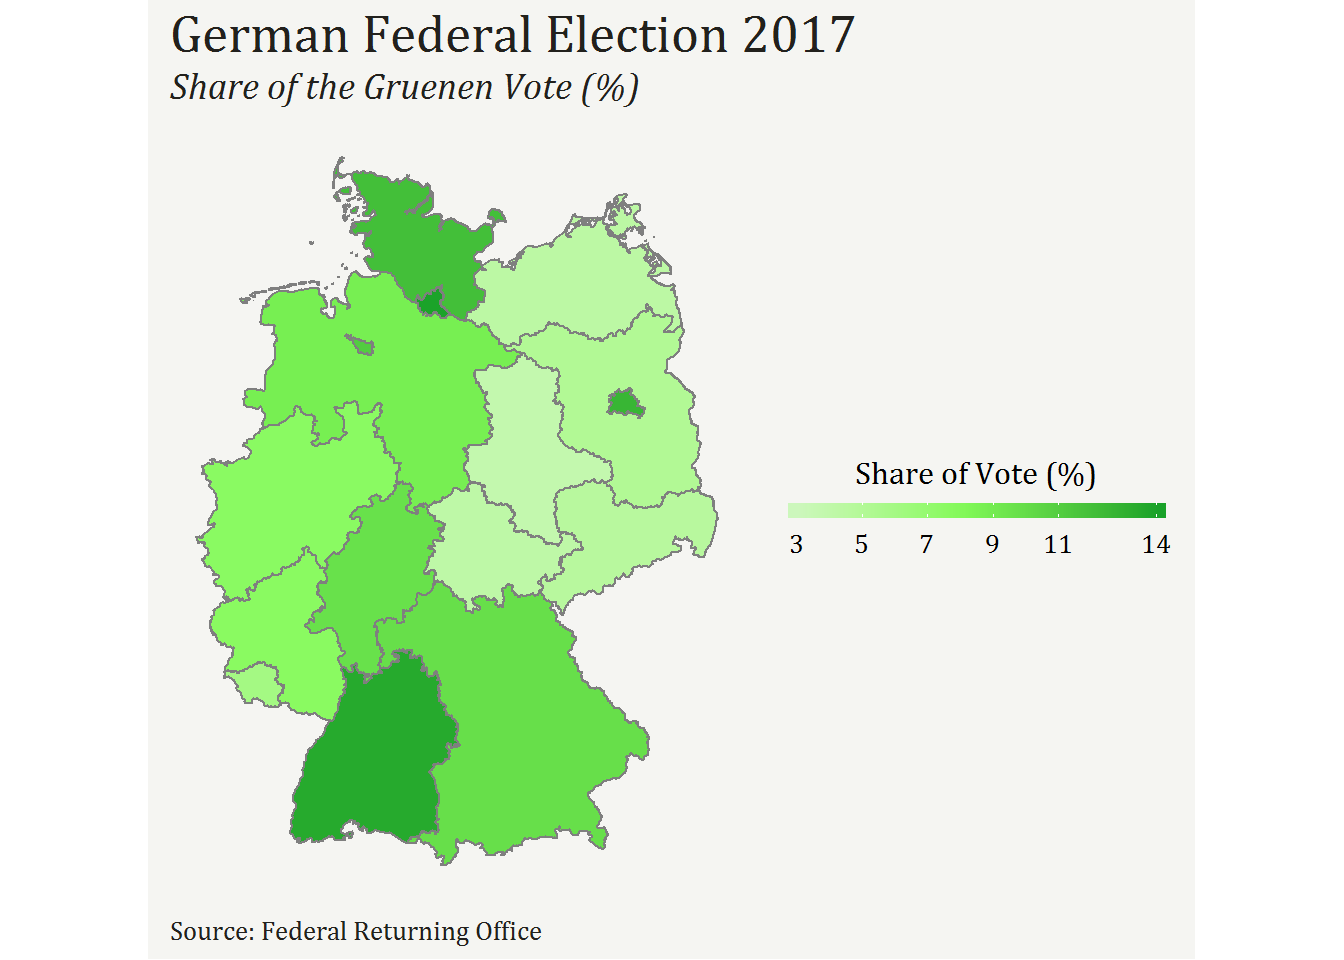 German Federal Election 2017
Share of the Gruenen Vote (%)
Share of Vote (%)
3 5 7 9 11 14
Source: Federal Returning Office